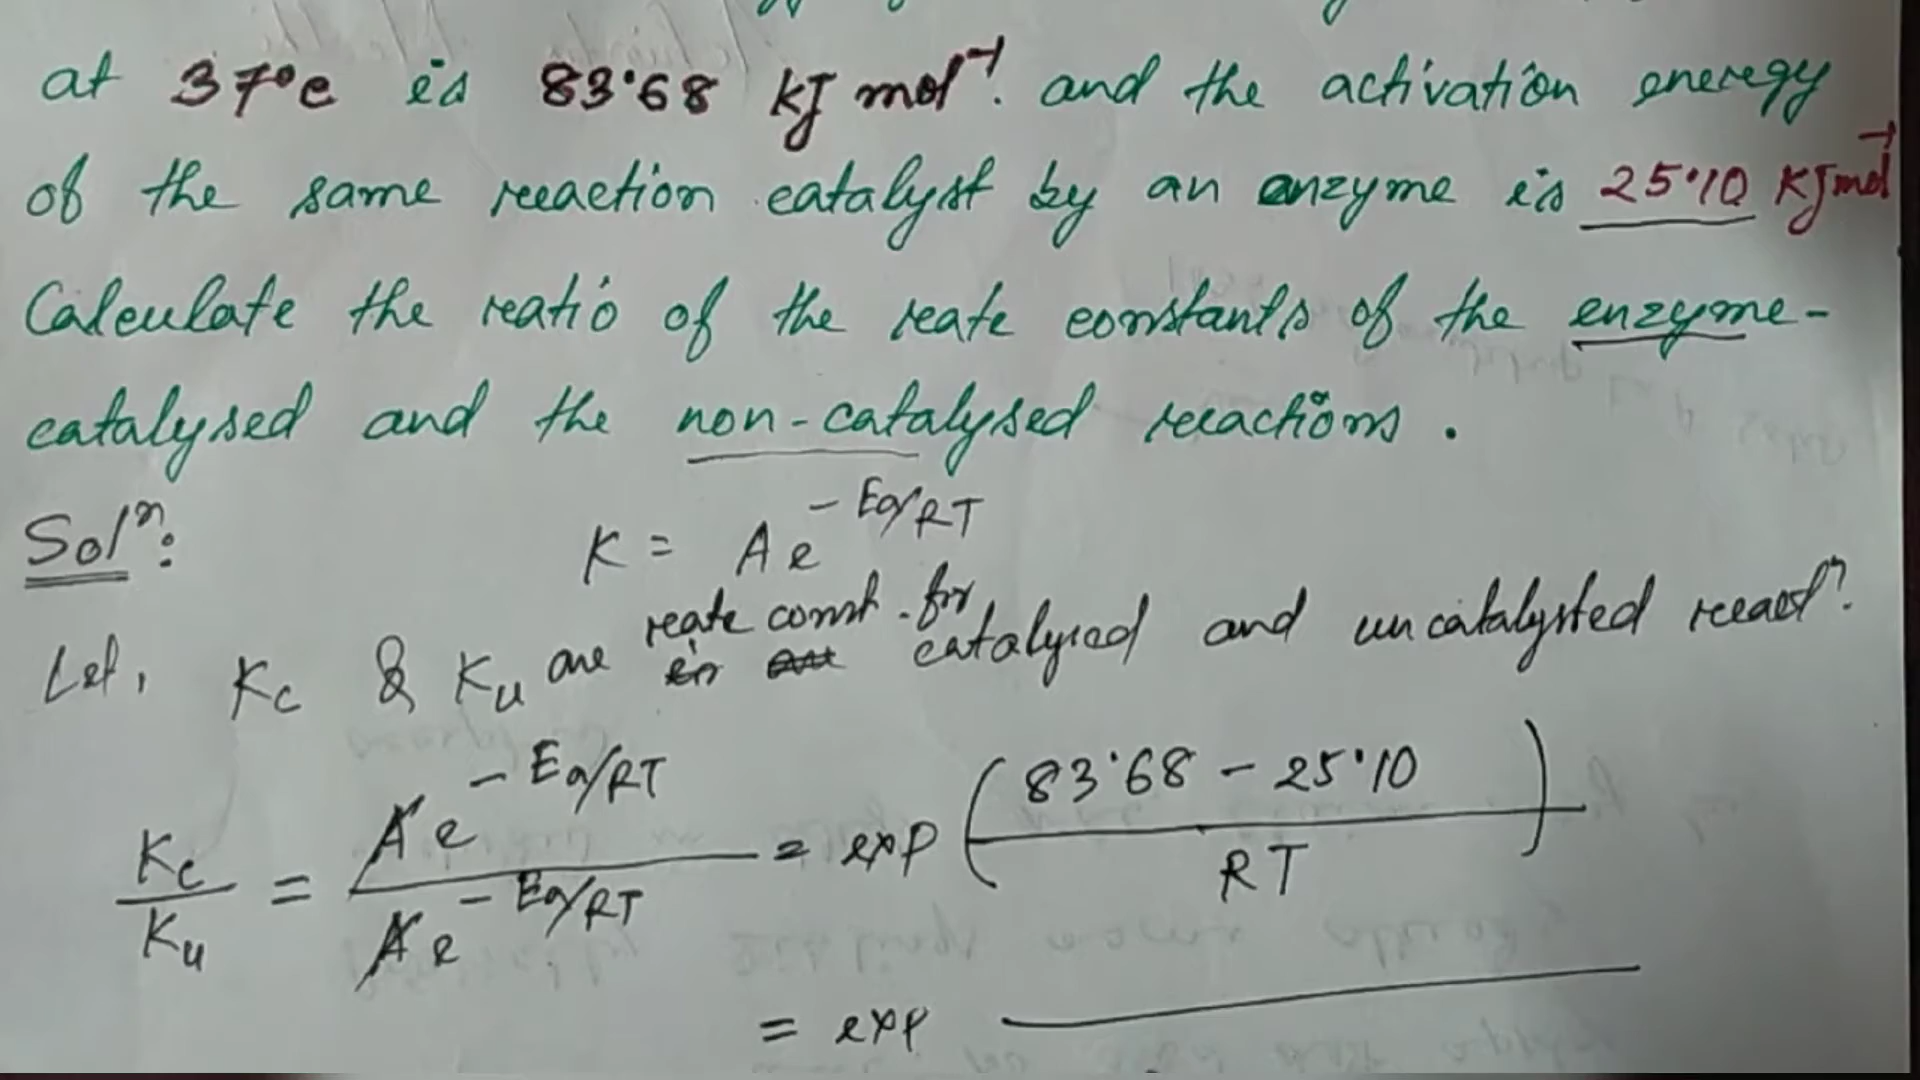 at 37°c is 83.68 kJ mol⁻¹. and the activation energy
of the same reaction catalyst by an enzyme is 25.10 KJ mol⁻¹
Calculate the ratio of the rate constants of the enzyme-
catalysed and the non-catalysed reactions.
Solⁿ: K = A e^(-Ea/RT)
Let, Kc & Ku are rate const. for catalysed and uncatalysted reactⁿ.
Kc/Ku = A e^(-Ea/RT) / A e^(-Ea/RT) = exp (83.68 - 25.10 / RT)
= exp